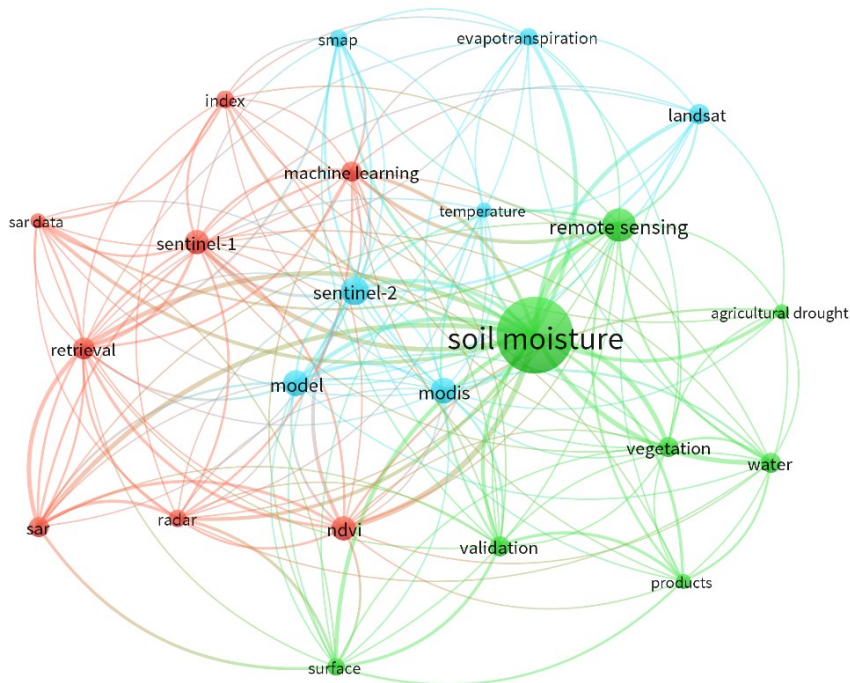 smap
evapotranspiration
index
landsat
machine learning
temperature
sar data
remote sensing
sentinel-1
sentinel-2
agricultural drought
soil moisture
retrieval
model
modis
vegetation
water
radar
sar
ndvi
validation
products
surface